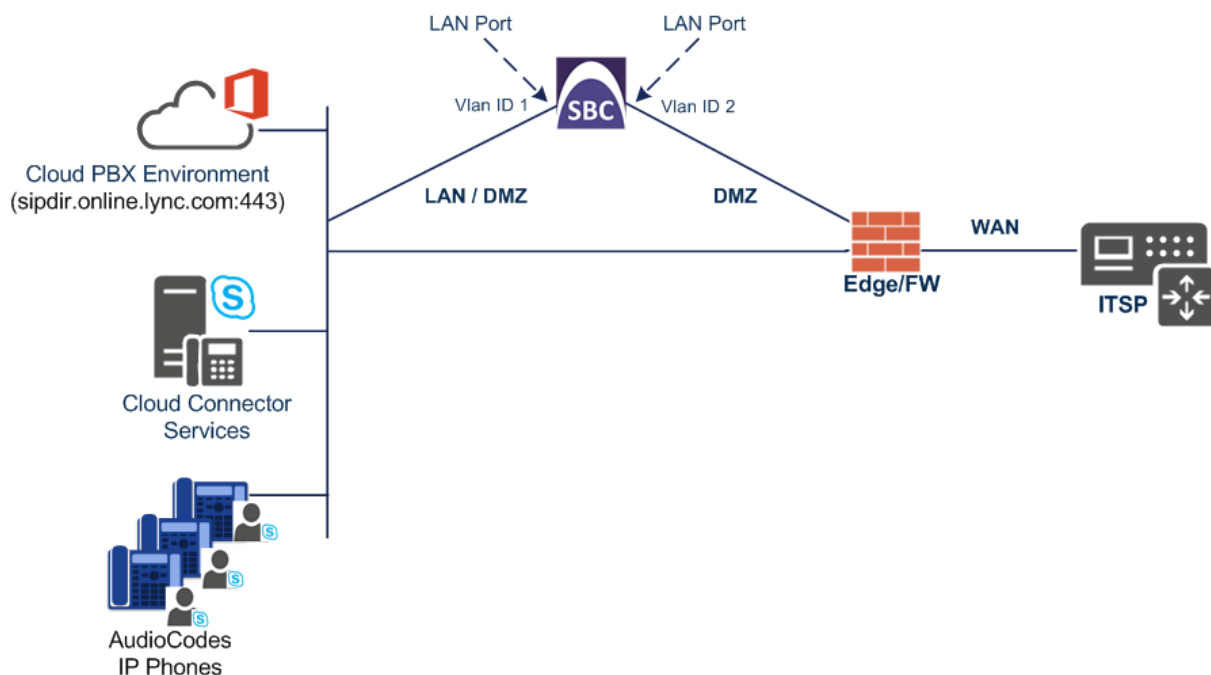 LAN Port
LAN Port
SBC
Vlan ID 1
Vlan ID 2
Cloud PBX Environment
(sipdir.online.lync.com:443)
LAN / DMZ
DMZ
WAN
Edge/FW
ITSP
S
Cloud Connector
Services
S
S
S
AudioCodes
IP Phones